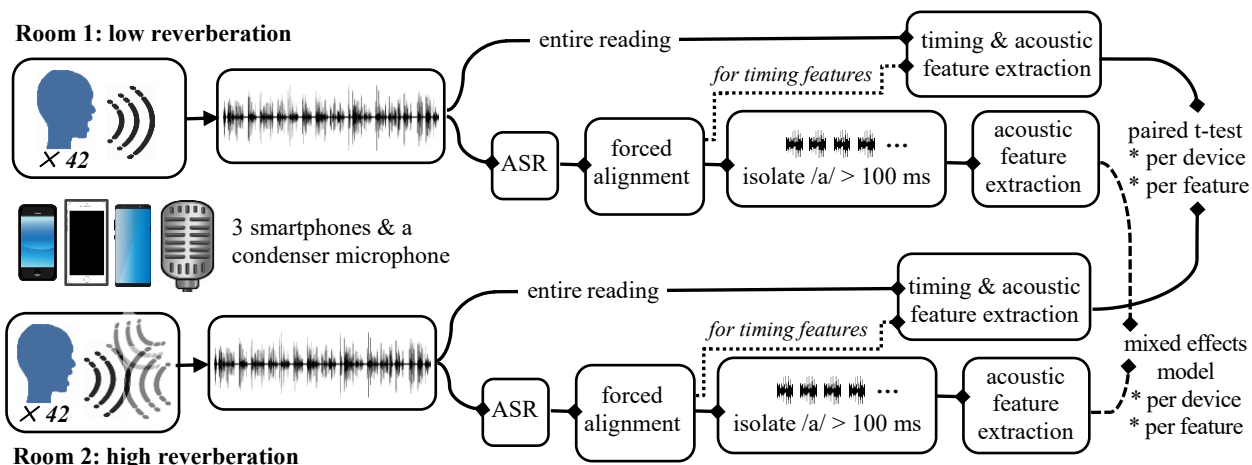 Room 1: low reverberation
× 42
entire reading
for timing features
timing & acoustic
feature extraction
ASR
forced
alignment
...
isolate /a/ > 100 ms
acoustic
feature
extraction
paired t-test
* per device
* per feature
3 smartphones & a
condenser microphone
× 42
Room 2: high reverberation
entire reading
for timing features
timing & acoustic
feature extraction
ASR
forced
alignment
...
isolate /a/ > 100 ms
acoustic
feature
extraction
mixed effects
model
* per device
* per feature